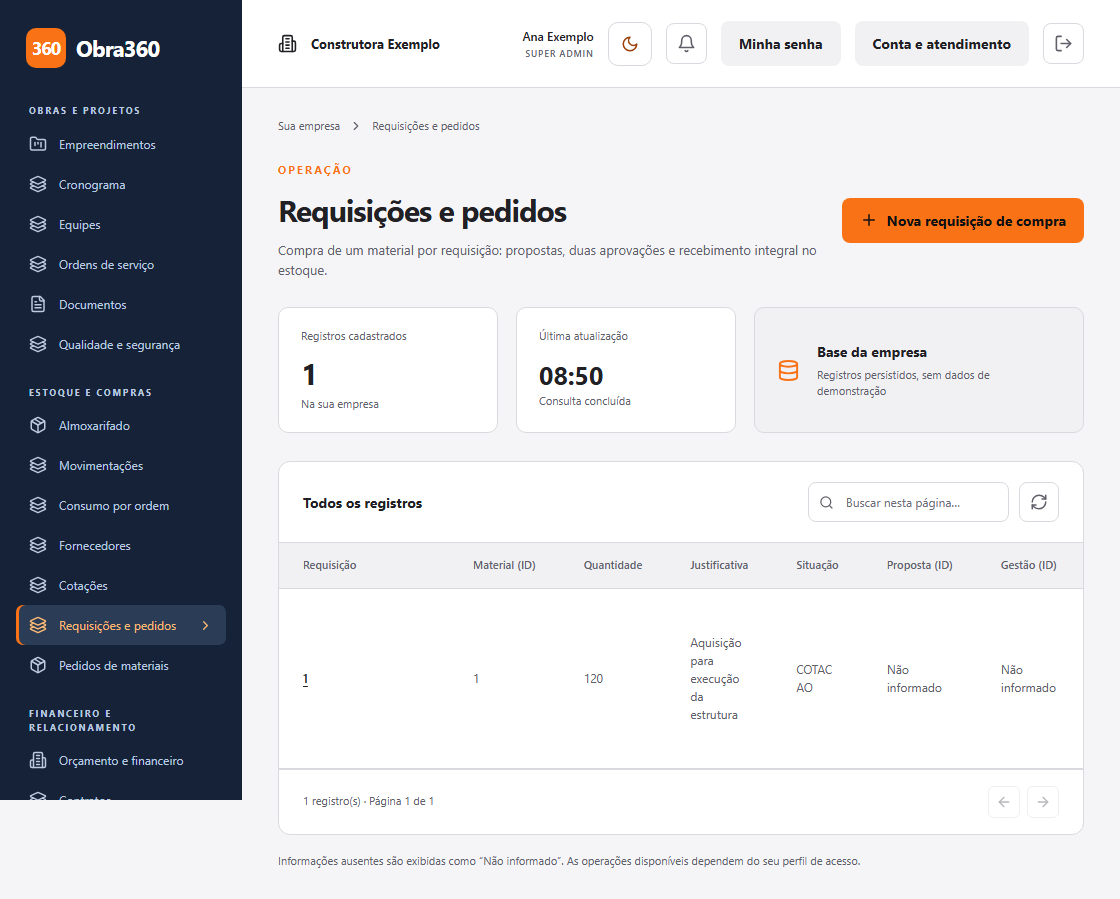 360 Obra360
OBRAS E PROJETOS
Empreendimentos
Cronograma
Equipes
Ordens de serviço
Documentos
Qualidade e segurança
ESTOQUE E COMPRAS
Almoxarifado
Movimentações
Consumo por ordem
Fornecedores
Cotações
Requisições e pedidos
Pedidos de materiais
FINANCEIRO E
RELACIONAMENTO
Orçamento e financeiro
Contratos
Construtora Exemplo
Ana Exemplo
SUPER ADMIN
Minha senha
Conta e atendimento
Sua empresa
Requisições e pedidos
OPERAÇÃO
Requisições e pedidos
Compra de um material por requisição: propostas, duas aprovações e recebimento integral no
estoque.
Nova requisição de compra
Registros cadastrados
1
Na sua empresa
Última atualização
08:50
Consulta concluída
Base da empresa
Registros persistidos, sem dados de
demonstração
Todos os registros
Buscar nesta página...
Requisição Material (ID) Quantidade Justificativa Situação Proposta (ID) Gestão (ID)
1
1
120
Aquisição
para
execução
da
estrutura
COTAC
AO
Não
informado
Não
informado
1 registro(s) · Página 1 de 1
Informações ausentes são exibidas como “Não informado”. As operações disponíveis dependem do seu perfil de acesso.